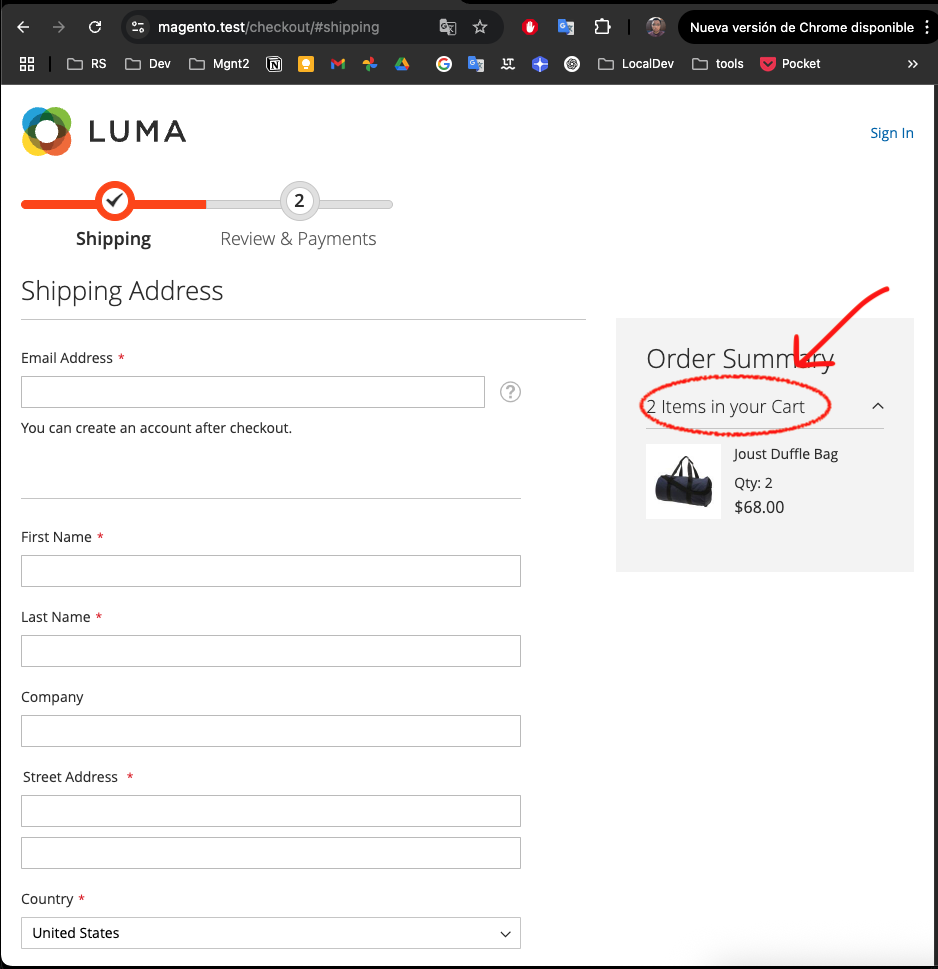 magento.test/checkout/#shipping
Nueva versión de Chrome disponible
RS Dev Mgnt2 LocalDev tools Pocket
LUMA
Sign In
2
Shipping
Review & Payments
Shipping Address
Email Address *
?
You can create an account after checkout.
First Name *
Last Name *
Company
Street Address *
Country *
United States
Order Summary
2 Items in your Cart
Joust Duffle Bag
Qty: 2
$68.00